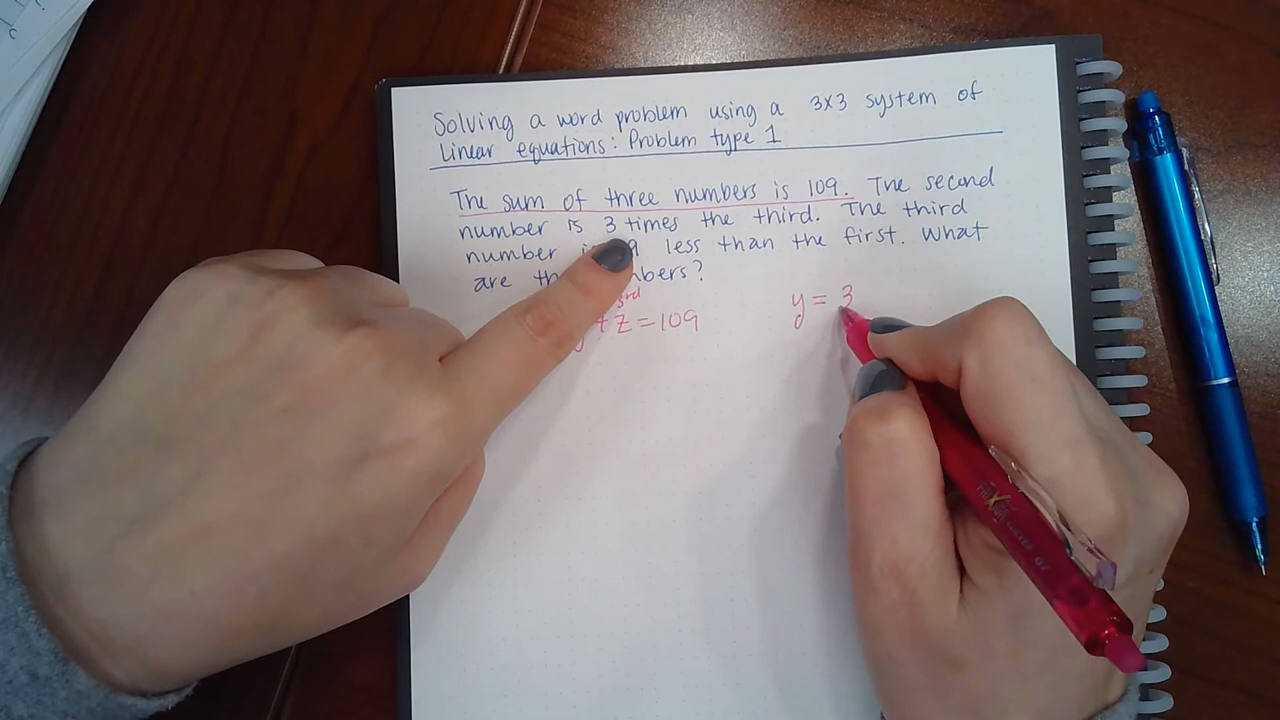 Solving a word problem using a 3x3 system of
linear equations: Problem type 1
The sum of three numbers is 109. The second
number is 3 times the third. The third
number 9 less than the first. What
are numbers?
3rd
+ z = 109
y = 3